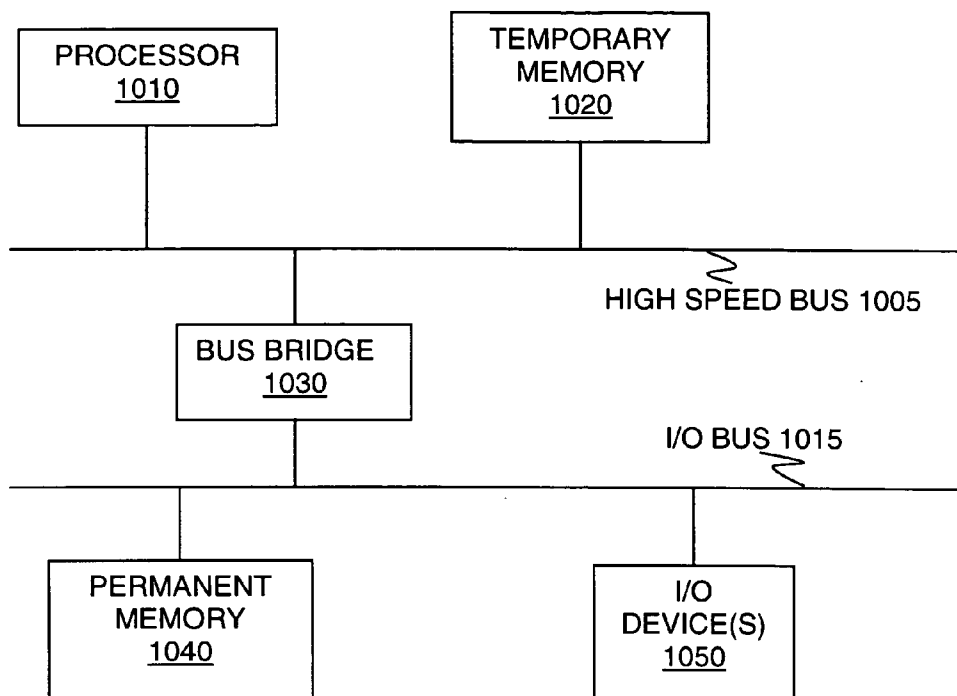 PROCESSOR
1010
TEMPORARY
MEMORY
1020
HIGH SPEED BUS 1005
BUS BRIDGE
1030
I/O BUS 1015
PERMANENT
MEMORY
1040
I/O
DEVICE(S)
1050